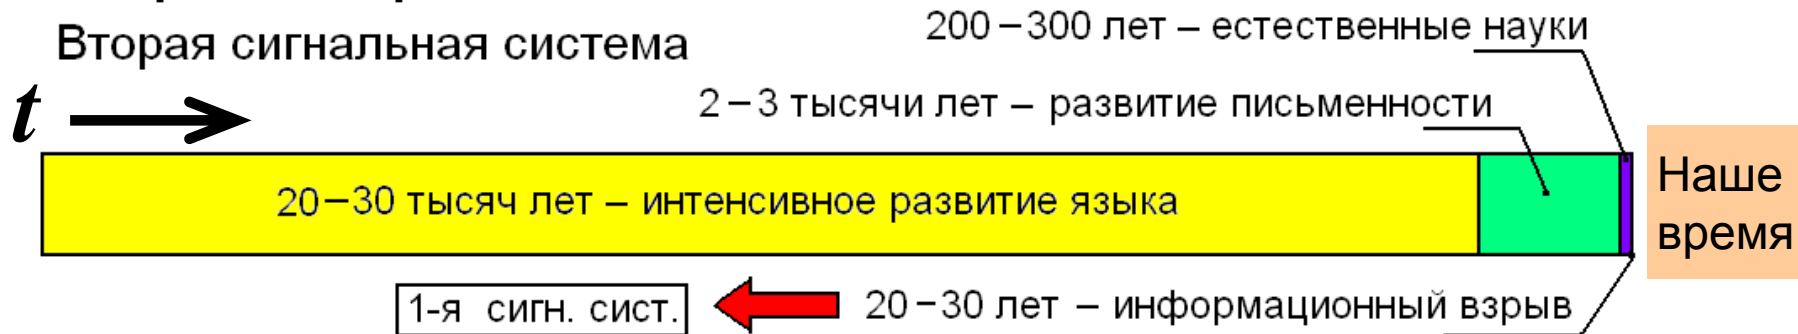 200–300 лет – естественные науки
Вторая сигнальная система
t
2–3 тысячи лет – развитие письменности
20–30 тысяч лет – интенсивное развитие языка
Наше
время
1-я сигн. сист.
20–30 лет – информационный взрыв